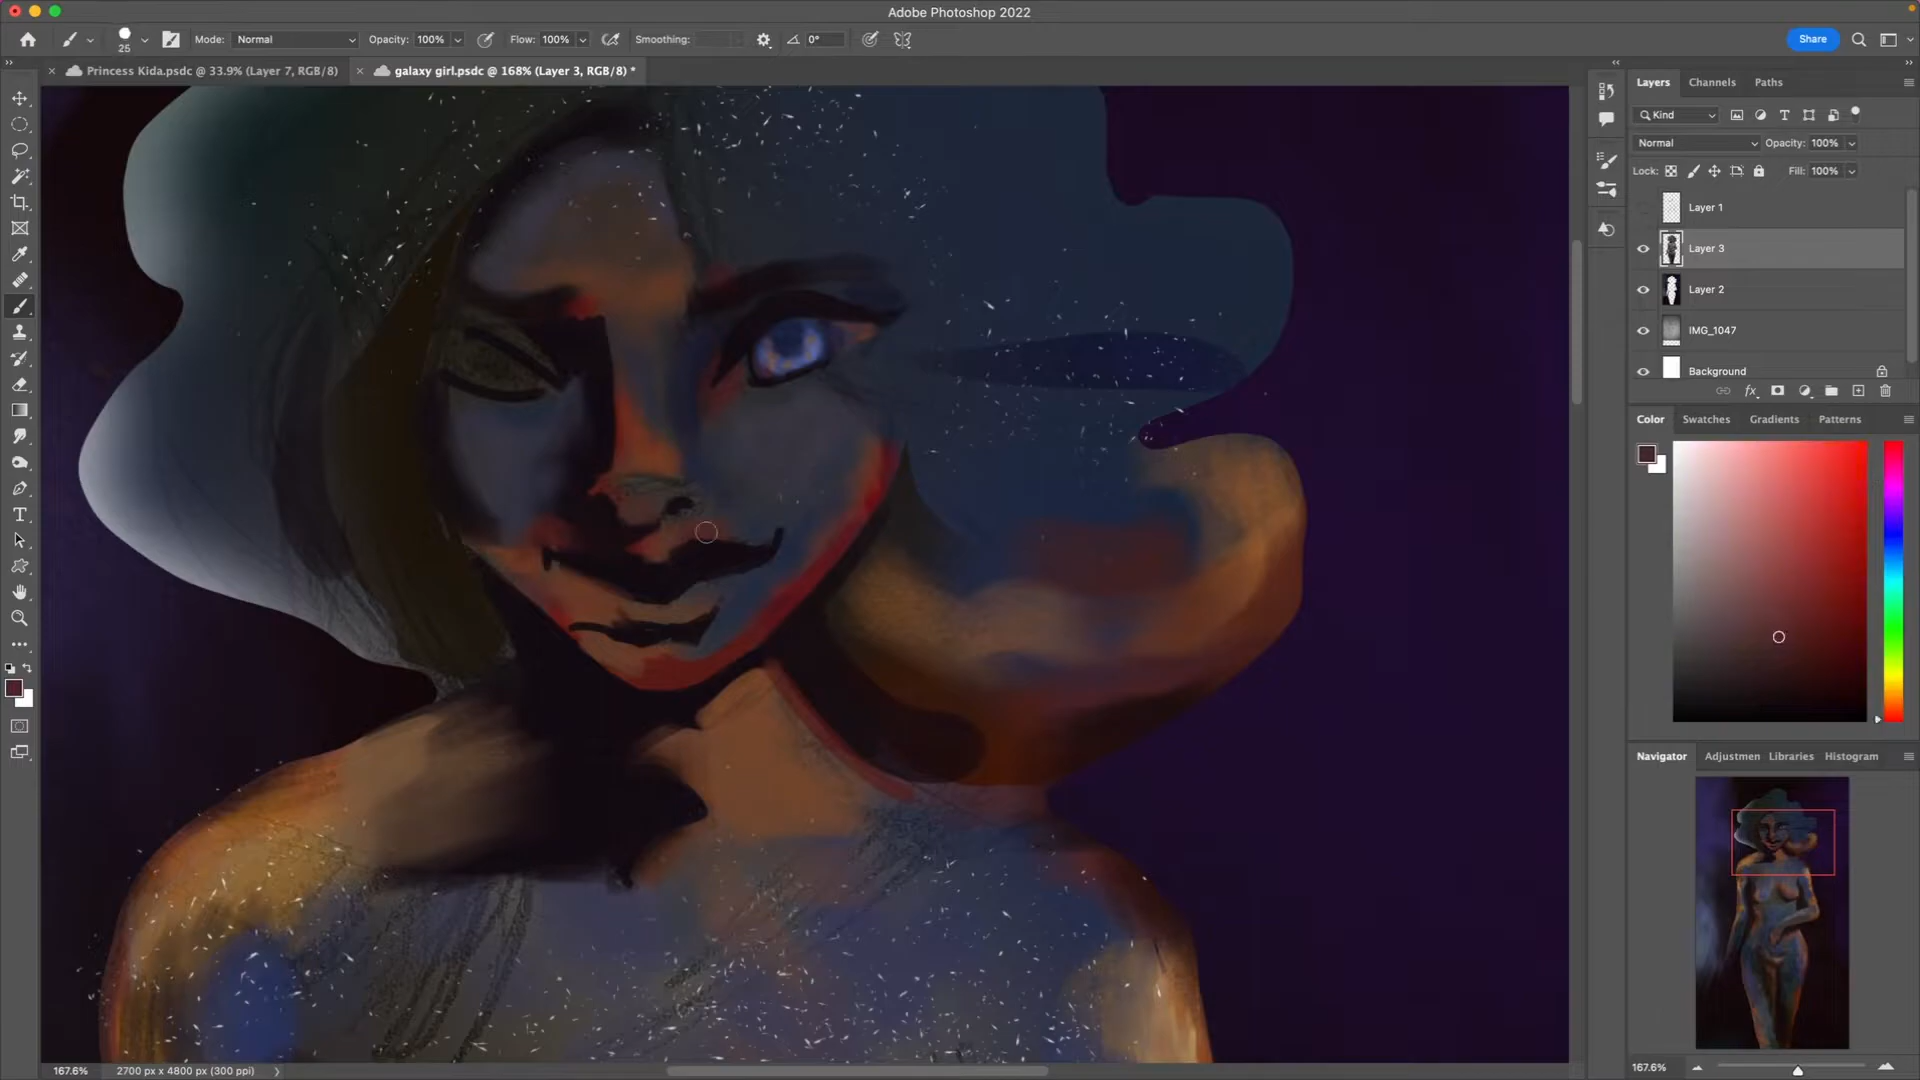 Adobe Photoshop 2022
25
Mode: Normal
Opacity: 100%
Flow: 100%
Smoothing:
0°
Share
Princess Kida.psdc @ 33.9% (Layer 7, RGB/8)
galaxy girl.psdc @ 168% (Layer 3, RGB/8) *
Layers
Channels
Paths
Kind
Normal
Opacity: 100%
Lock:
Fill: 100%
Layer 1
Layer 3
Layer 2
IMG_1047
Background
fx
Color
Swatches
Gradients
Patterns
Navigator
Adjustmen
Libraries
Histogram
167.6%
2700 px x 4800 px (300 ppi)
167.6%